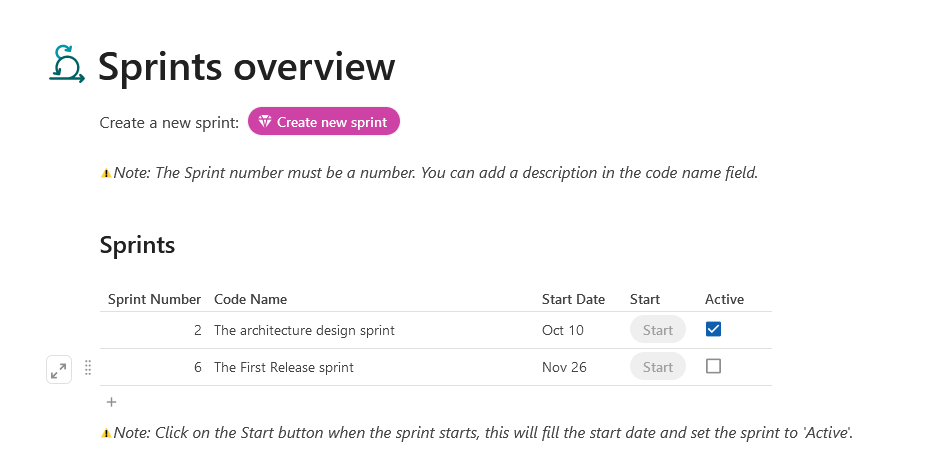 Sprints overview
Create a new sprint: Create new sprint
Note: The Sprint number must be a number. You can add a description in the code name field.
Sprints
Sprint Number Code Name Start Date Start Active
2 The architecture design sprint Oct 10 Start
6 The First Release sprint Nov 26 Start
+
Note: Click on the Start button when the sprint starts, this will fill the start date and set the sprint to 'Active'.